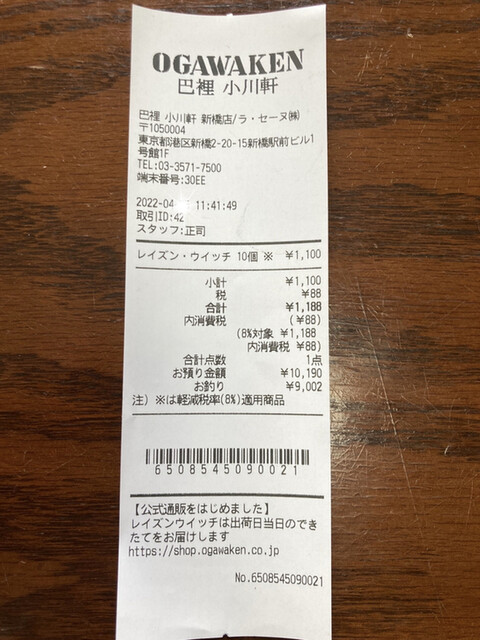 OGAWAKEN
巴裡 小川軒
巴裡 小川軒 新橋店/ラ・セーヌ㈱
〒1050004
東京都港区新橋2-20-15新橋駅前ビル1
号館1F
TEL:03-3571-7500
端末番号:30EE
2022-04 11:41:49
取引ID:42
スタッフ:正司
レイズン・ウイッチ 10個 ※ ¥1,100
小計 ¥1,100
税 ¥88
合計 ¥1,188
内消費税 (¥88)
(8%対象 ¥1,188
内消費税 ¥88)
合計点数 1点
お預り金額 ¥10,190
お釣り ¥9,002
注) ※は軽減税率(8%)適用商品
6508545090021
【公式通販をはじめました】
レイズンウイッチは出荷日当日のでき
たてをお届けします
https://shop.ogawaken.co.jp
No.6508545090021